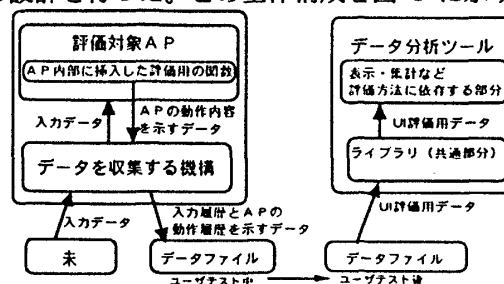 の設計を行った。この全体構成を図
評価対象AP
AP内部に挿入した評価用の関数
入力データ
APの動作内容
を示すデータ
データを収集する機構
入力データ
入力履歴とAPの
動作履歴を示すデータ
未
データファイル
ユーザテスト中
データ分析ツール
表示・集計など
評価方法に依存する部分
UI評価用データ
ライブラリ（共通部分）
UI評価用データ
データファイル
ユーザテスト後